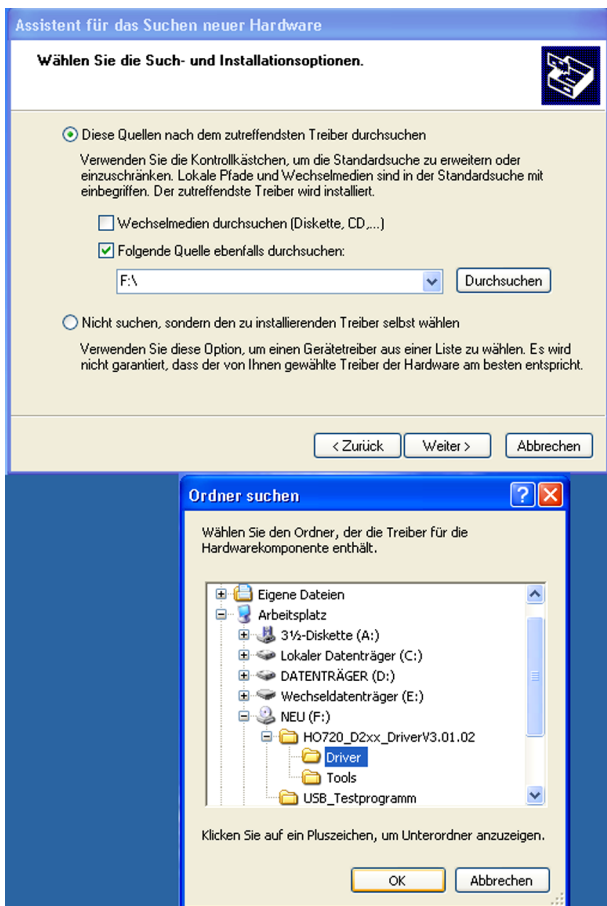 Assistent für das Suchen neuer Hardware
Wählen Sie die Such- und Installationsoptionen.
Diese Quellen nach dem zutreffendsten Treiber durchsuchen
Verwenden Sie die Kontrollkästchen, um die Standardsuche zu erweitern oder
einzuschränken. Lokale Pfade und Wechselmedien sind in der Standardsuche mit
einbegriffen. Der zutreffendste Treiber wird installiert.
Wechselmedien durchsuchen (Diskette, CD,...)
Folgende Quelle ebenfalls durchsuchen:
F:\
Durchsuchen
Nicht suchen, sondern den zu installierenden Treiber selbst wählen
Verwenden Sie diese Option, um einen Gerätetreiber aus einer Liste zu wählen. Es wird
nicht garantiert, dass der von Ihnen gewählte Treiber der Hardware am besten entspricht.
< Zurück Weiter > Abbrechen
Ordner suchen
Wählen Sie den Ordner, der die Treiber für die
Hardwarekomponente enthält.
Eigene Dateien
Arbeitsplatz
3½-Diskette (A:)
Lokaler Datenträger (C:)
DATENTRÄGER (D:)
Wechseldatenträger (E:)
NEU (F:)
HO720_D2xx_DriverV3.01.02
Driver
Tools
USB_Testprogramm
Klicken Sie auf ein Pluszeichen, um Unterordner anzuzeigen.
OK Abbrechen